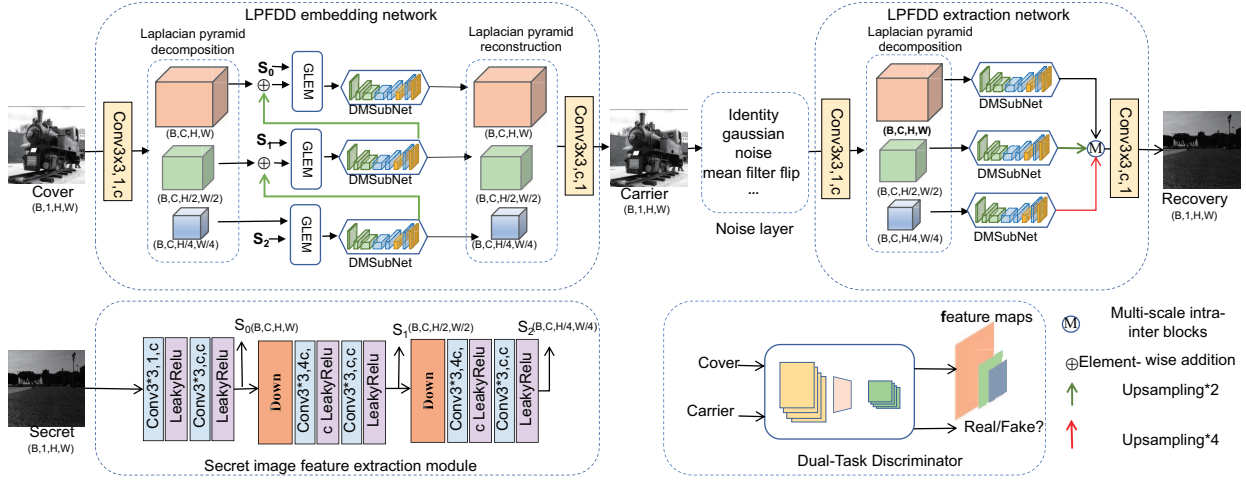 LPFDD embedding network
Laplacian pyramid
decomposition
(B,C,H,W)
(B,C,H/2,W/2)
(B,C,H/4,W/4)
Cover
(B,1,H,W)
Conv3x3,1,c
S0
S1
S2
GLEM
GLEM
GLEM
DMSubNet
DMSubNet
DMSubNet
Laplacian pyramid
reconstruction
(B,C,H,W)
(B,C,H/2,W/2)
(B,C,H/4,W/4)
Conv3x3,c,1
Carrier
(B,1,H,W)
Identity
gaussian
noise
mean filter flip
...
Noise layer
LPFDD extraction network
Laplacian pyramid
decomposition
Conv3x3,1,c
(B,C,H,W)
(B,C,H/2,W/2)
(B,C,H/4,W/4)
DMSubNet
DMSubNet
DMSubNet
M
Conv3x3,c,1
Recovery
(B,1,H,W)
Secret
(B,1,H,W)
Conv3*3,1,c
LeakyRelu
Conv3*3,c,c
LeakyRelu
S0(B,C,H,W)
Down
Conv3*3,4c,
c LeakyRelu
Conv3*3,c,c
LeakyRelu
S1(B,C,H/2,W/2)
Down
Conv3*3,4c,
c LeakyRelu
Conv3*3,c,c
LeakyRelu
S2(B,C,H/4,W/4)
Secret image feature extraction module
Cover
Carrier
feature maps
Real/Fake?
Dual-Task Discriminator
M
Multi-scale intra-
inter blocks
⊕Element- wise addition
Upsampling*2
Upsampling*4